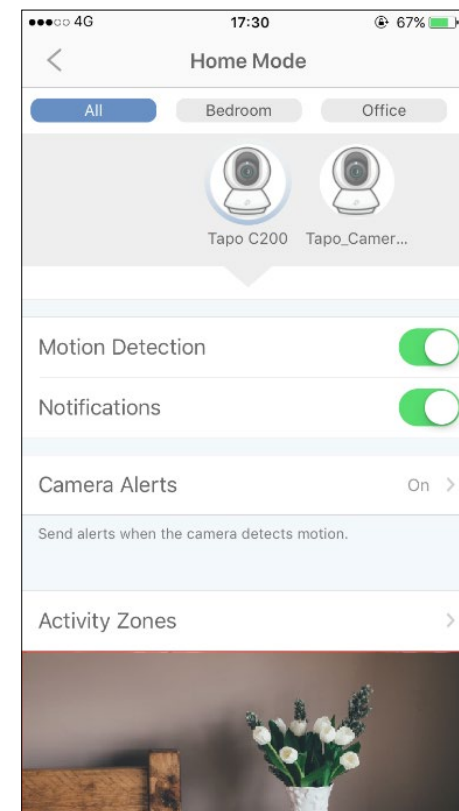 4G 17:30 67%
Home Mode
All Bedroom Office
Tapo C200 Tapo_Camer...
Motion Detection
Notifications
Camera Alerts On
Send alerts when the camera detects motion.
Activity Zones